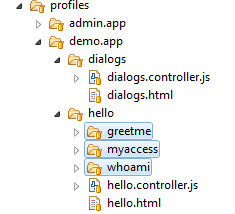 profiles
admin.app
demo.app
dialogs
dialogs.controller.js
dialogs.html
hello
greetme
myaccess
whoami
hello.controller.js
hello.html